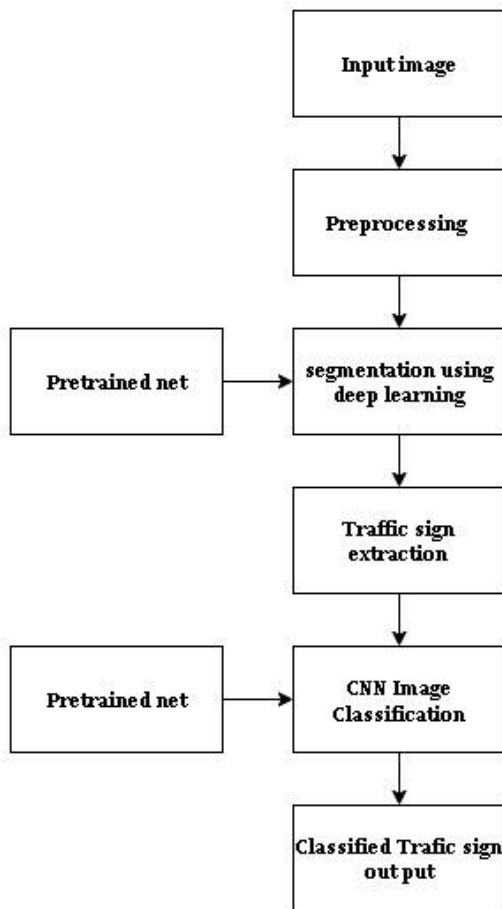 Input image
Preprocessing
Pretrained net
segmentation using
deep learning
Traffic sign
extraction
Pretrained net
CNN Image
Classification
Classified Trafic sign
output